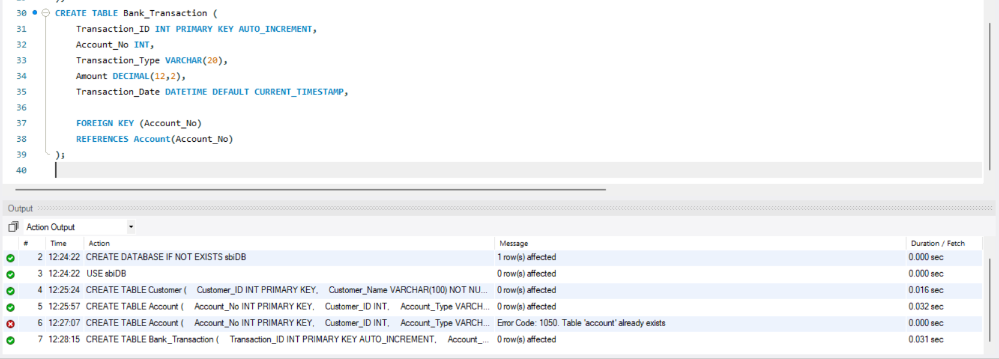 30 CREATE TABLE Bank_Transaction (
31 Transaction_ID INT PRIMARY KEY AUTO_INCREMENT,
32 Account_No INT,
33 Transaction_Type VARCHAR(20),
34 Amount DECIMAL(12,2),
35 Transaction_Date DATETIME DEFAULT CURRENT_TIMESTAMP,
36
37 FOREIGN KEY (Account_No)
38 REFERENCES Account(Account_No)
39 );
40
Output
Action Output
# Time Action Message Duration / Fetch
2 12:24:22 CREATE DATABASE IF NOT EXISTS sbiDB 1 row(s) affected 0.000 sec
3 12:24:22 USE sbiDB 0 row(s) affected 0.000 sec
4 12:25:24 CREATE TABLE Customer ( Customer_ID INT PRIMARY KEY, Customer_Name VARCHAR(100) NOT NU... 0 row(s) affected 0.016 sec
5 12:25:57 CREATE TABLE Account ( Account_No INT PRIMARY KEY, Customer_ID INT, Account_Type VARCH... 0 row(s) affected 0.032 sec
6 12:27:07 CREATE TABLE Account ( Account_No INT PRIMARY KEY, Customer_ID INT, Account_Type VARCH... Error Code: 1050. Table 'account' already exists 0.000 sec
7 12:28:15 CREATE TABLE Bank_Transaction ( Transaction_ID INT PRIMARY KEY AUTO_INCREMENT, Account_... 0 row(s) affected 0.031 sec